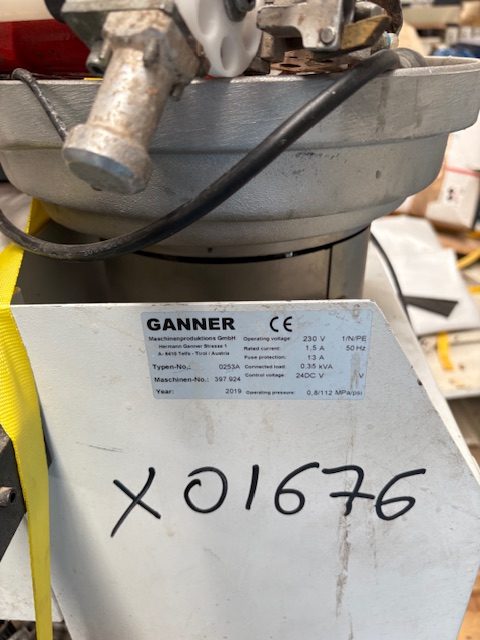 GANNER CE
Maschinenproduktions GmbH
Hermann Ganner Strasse 1
A- 6410 Telfs - Tirol / Austria
Typen-No,: 0253A
Maschinen-No.: 397 924
Year: 2019
Operating voltage: 230 V 1/N/PE
Rated current: 1,5 A 50 Hz
Fuse protection: 13 A
Connected load: 0,35 kVA
Control voltage: 24DC V V
Operating pressure: 0,8/112 MPa/psi
X01676